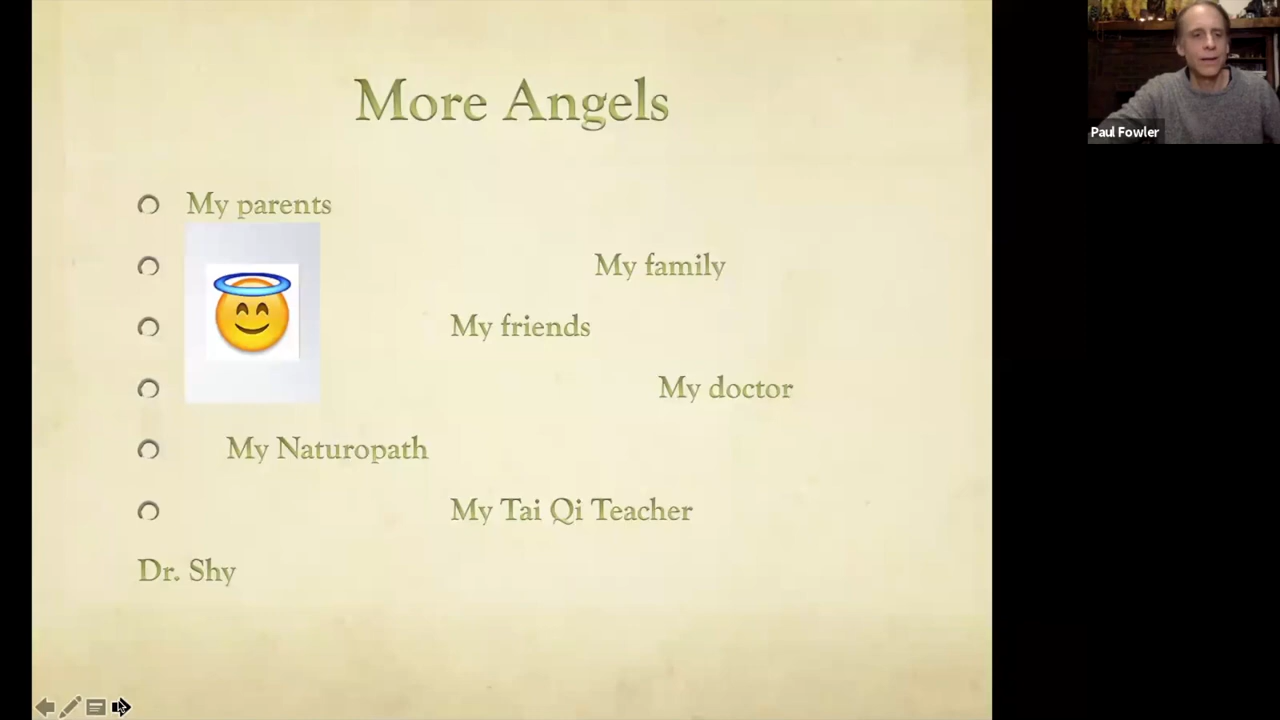 More Angels
My parents
My family
My friends
My doctor
My Naturopath
My Tai Qi Teacher
Dr. Shy
Paul Fowler